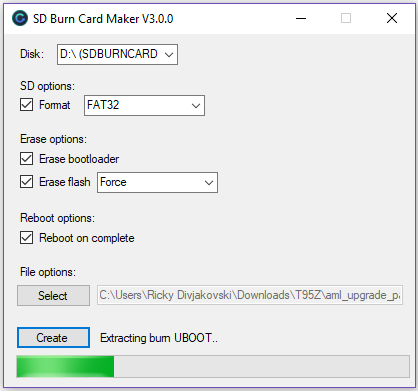 SD Burn Card Maker V3.0.0
Disk: D:\ (SDBURNCARD
SD options:
Format FAT32
Erase options:
Erase bootloader
Erase flash Force
Reboot options:
Reboot on complete
File options:
Select C:\Users\Ricky Divjakovski\Downloads\T95Z\aml_upgrade_pa
Create Extracting burn UBOOT..